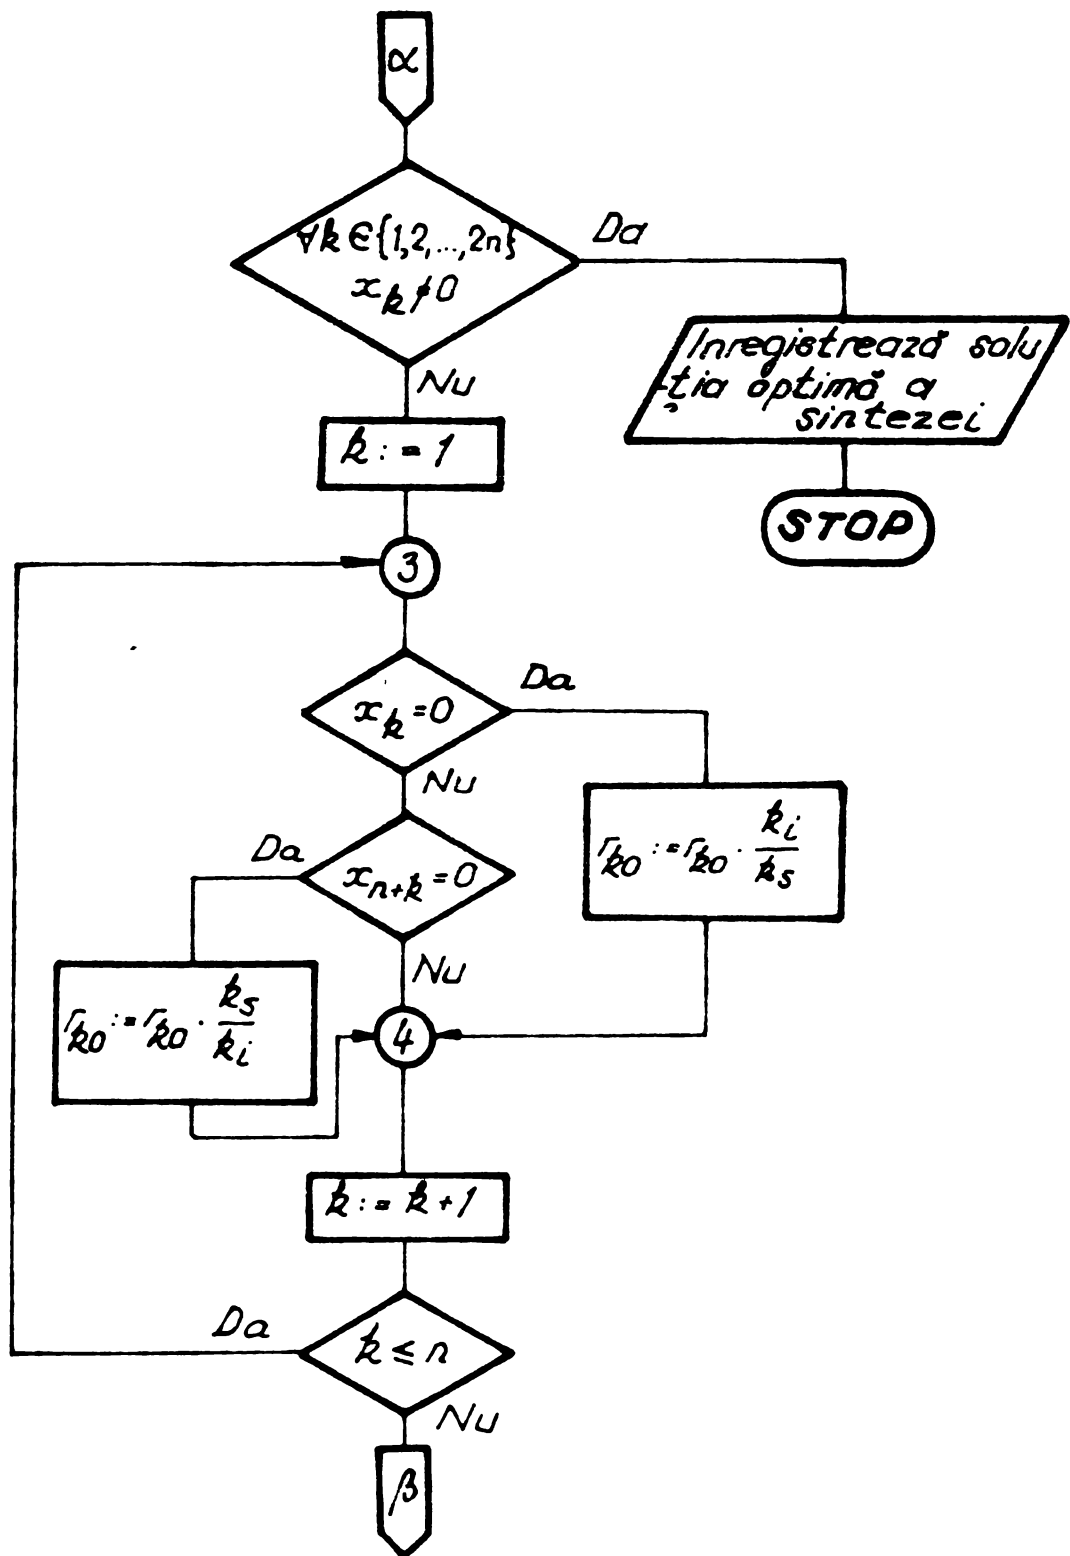 α
∀k∈{1,2,...,2n}
x_k≠0
Da
Inregistrează solu
-ția optimă a
sintezei
Nu
k:=1
STOP
3
x_k=0
Da
Nu
r_k0:=r_k0·k_i/k_s
Da
x_{n+k}=0
Nu
r_k0:=r_k0·k_s/k_i
4
k:=k+1
Da
k≤n
Nu
β